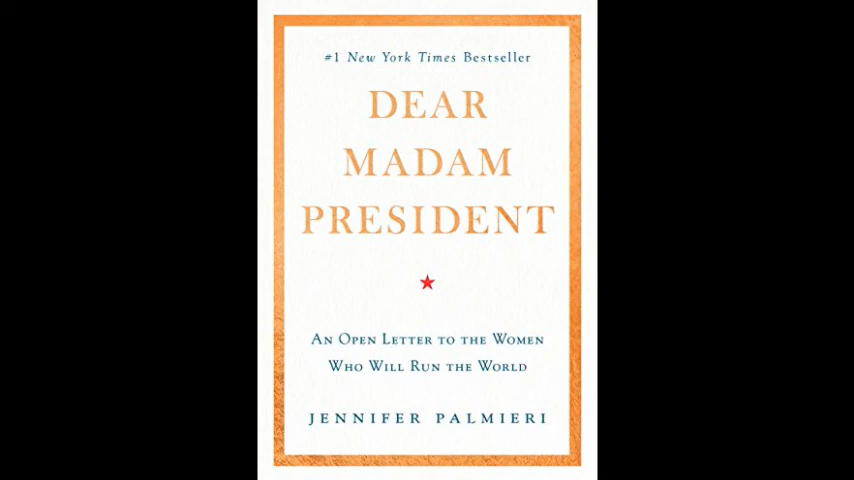 #1 New York Times Bestseller
DEAR
MADAM
PRESIDENT
AN OPEN LETTER TO THE WOMEN
WHO WILL RUN THE WORLD
JENNIFER PALMIERI